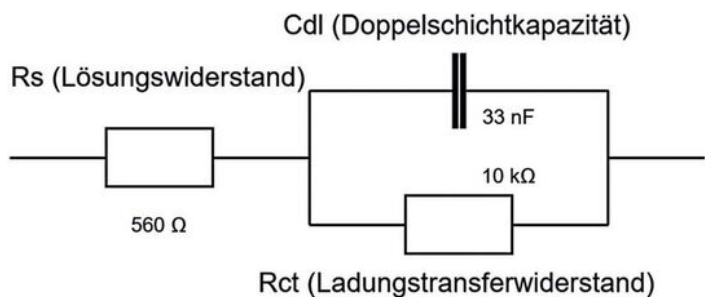 Cdl (Doppelschichtkapazität)
Rs (Lösungswiderstand)
33 nF
10 kΩ
560 Ω
Rct (Ladungstransferwiderstand)